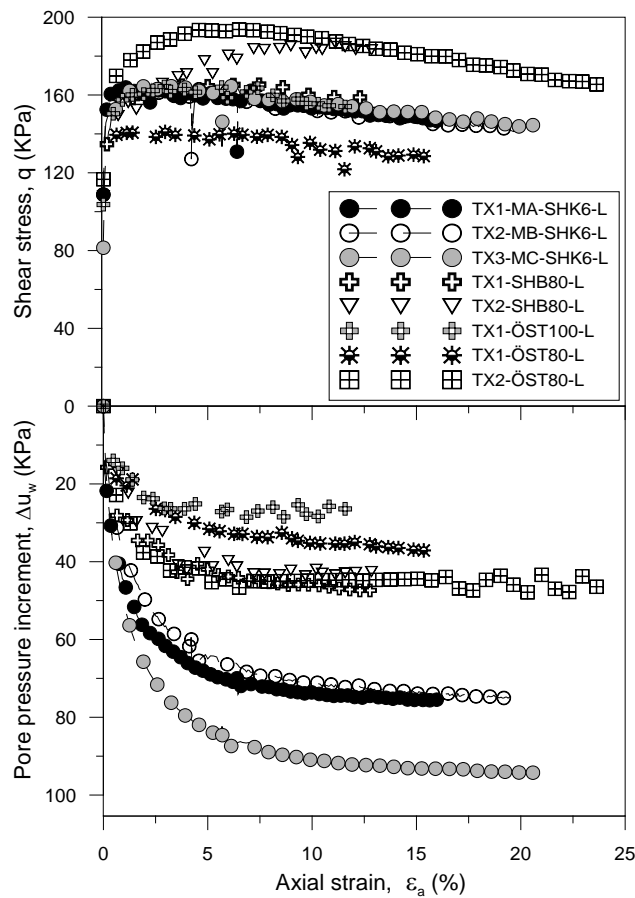 200
160
120
80
40
0
Shear stress, q (KPa)
TX1-MA-SHK6-L
TX2-MB-SHK6-L
TX3-MC-SHK6-L
TX1-SHB80-L
TX2-SHB80-L
TX1-ÖST100-L
TX1-ÖST80-L
TX2-ÖST80-L
20
40
60
80
100
Pore pressure increment, Δu_w (KPa)
0 5 10 15 20 25
Axial strain, ε_a (%)